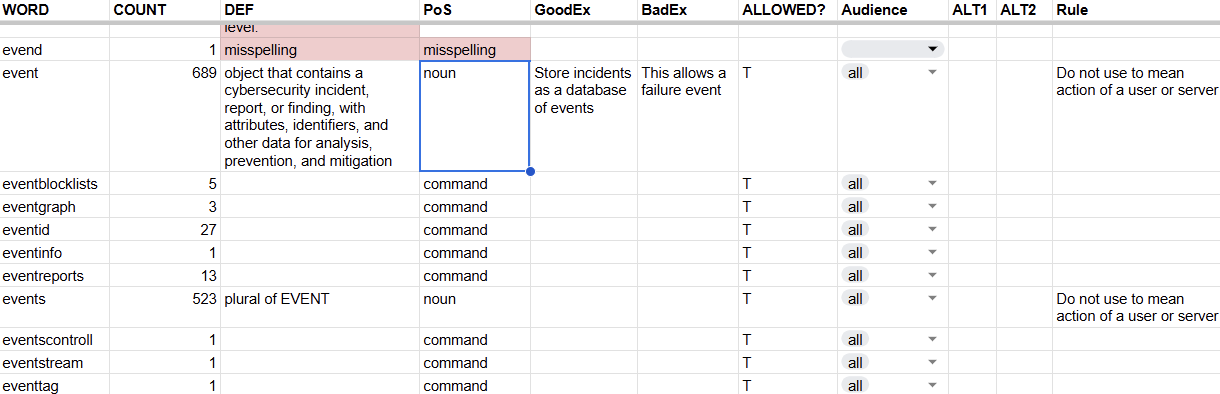 WORD COUNT DEF PoS GoodEx BadEx ALLOWED? Audience ALT1 ALT2 Rule
level.
evend 1 misspelling misspelling
event 689 object that contains a noun Store incidents This allows a T all Do not use to mean
cybersecurity incident, as a database failure event action of a user or server
report, or finding, with of events
attributes, identifiers, and
other data for analysis,
prevention, and mitigation
eventblocklists 5 command T all
eventgraph 3 command T all
eventid 27 command T all
eventinfo 1 command T all
eventreports 13 command T all
events 523 plural of EVENT noun T all Do not use to mean
action of a user or server
eventscontroll 1 command T all
eventstream 1 command T all
eventtag 1 command T all